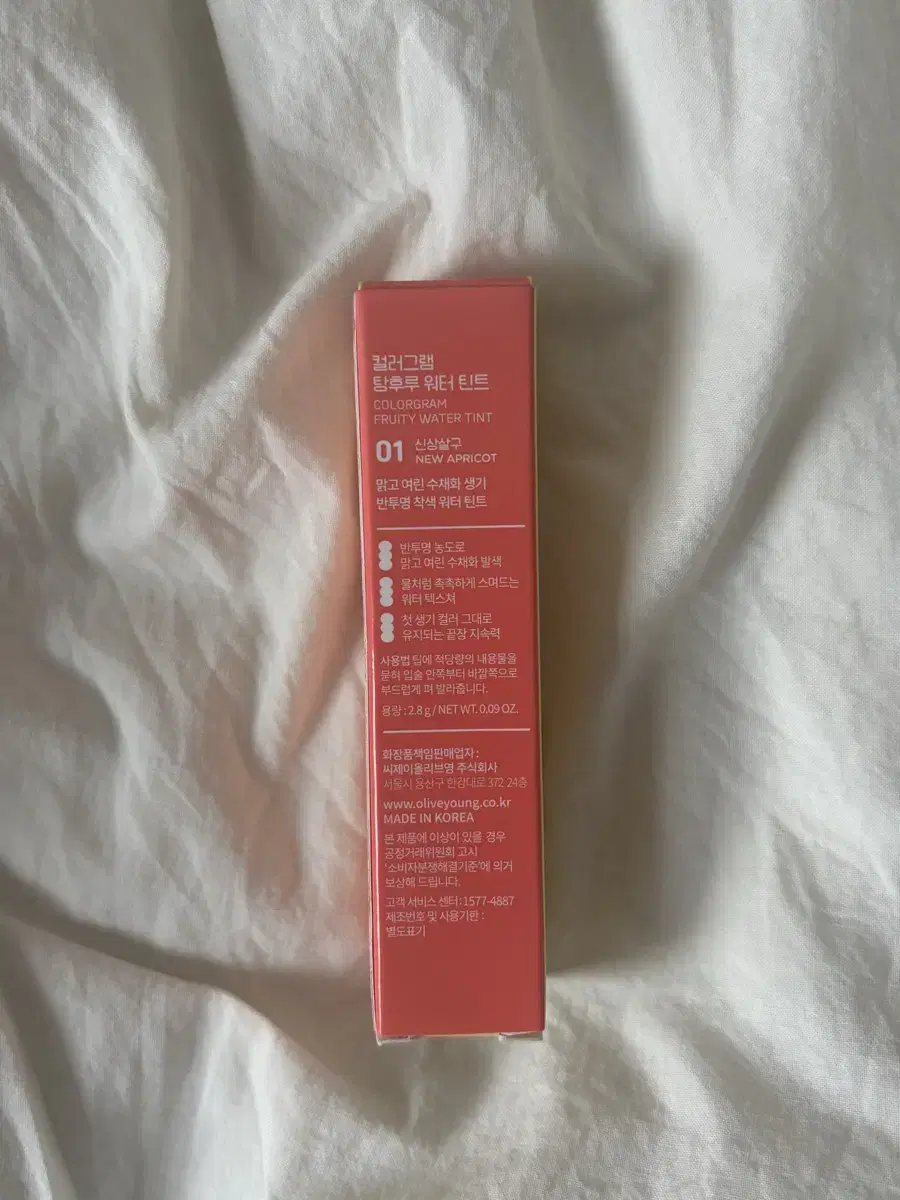 컬러그램
탕후루 워터 틴트
COLORGRAM
FRUITY WATER TINT
01 신상살구
NEW APRICOT
맑고 여린 수채화 생기
반투명 착색 워터 틴트
반투명 농도로
맑고 여린 수채화 발색
물처럼 촉촉하게 스며드는
워터 텍스쳐
첫 생기 컬러 그대로
유지되는 끝장 지속력
사용법 팁에 적당량의 내용물을
묻혀 입술 안쪽부터 바깥쪽으로
부드럽게 펴 발라줍니다.
용량 : 2.8 g / NET WT. 0.09 OZ.
화장품책임판매업자 :
씨제이올리브영 주식회사
서울시 용산구 한강대로 372 24층
www.oliveyoung.co.kr
MADE IN KOREA
본 제품에 이상이 있을 경우
공정거래위원회 고시
'소비자분쟁해결기준'에 의거
보상해 드립니다.
고객 서비스 센터 : 1577-4887
제조번호 및 사용기한 :
별도표기